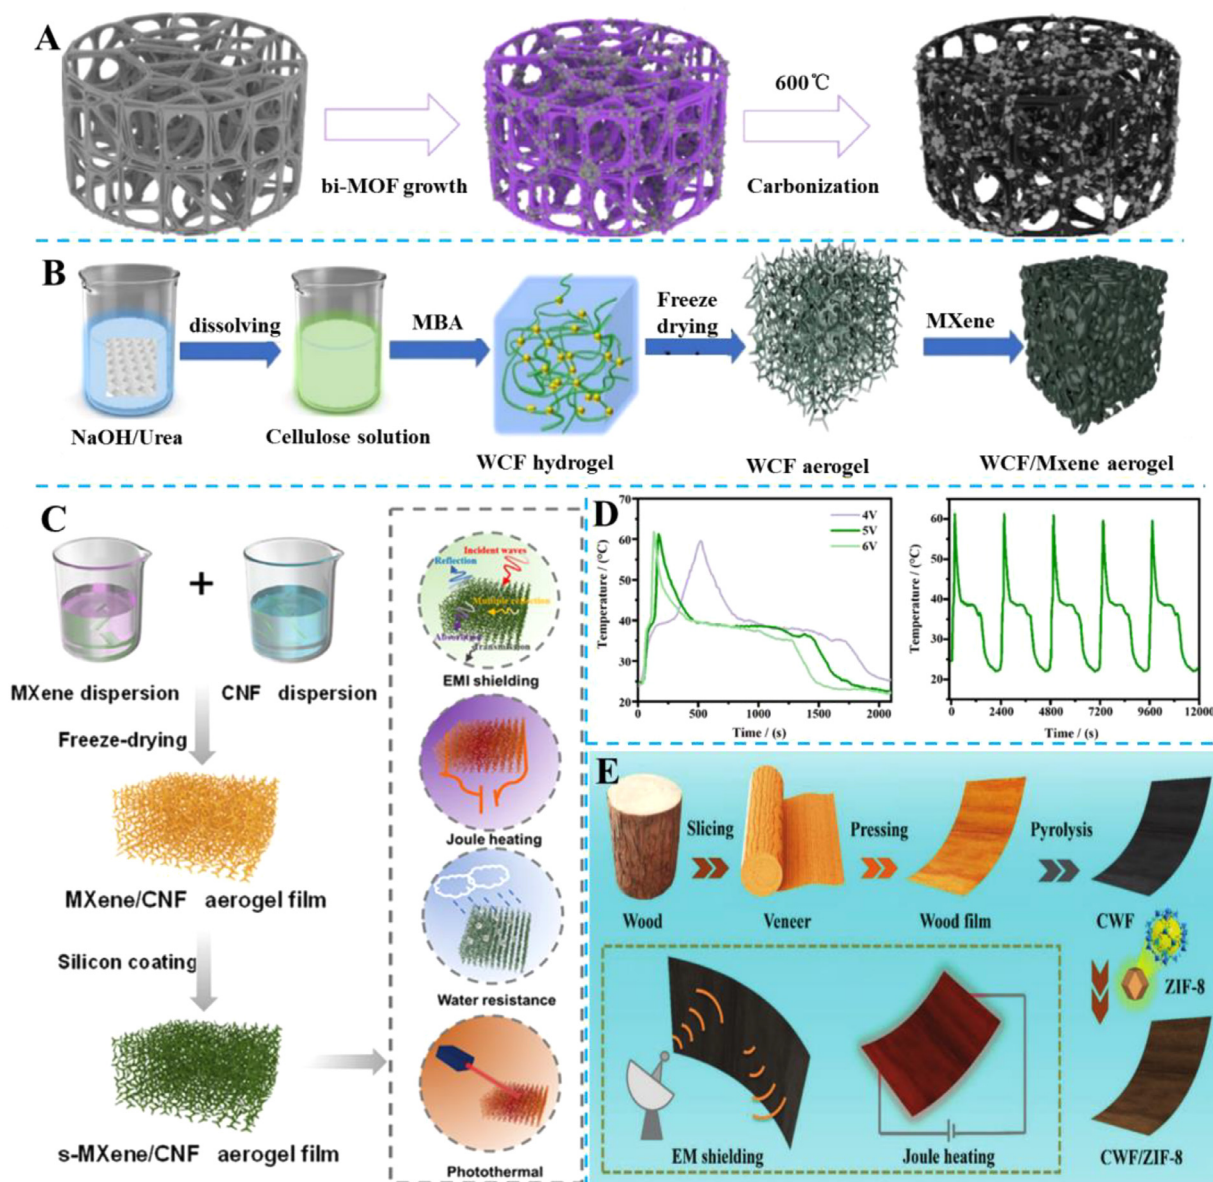 A
bi-MOF growth
600℃
Carbonization
B
dissolving
MBA
Freeze
drying
MXene
NaOH/Urea
Cellulose solution
WCF hydrogel
WCF aerogel
WCF/Mxene aerogel
C
+
MXene dispersion
CNF dispersion
Freeze-drying
MXene/CNF aerogel film
Silicon coating
s-MXene/CNF aerogel film
Incident waves
Reflection
Multiple reflection
Absorption
Transmission
EMI shielding
Joule heating
Water resistance
Photothermal
D
Temperature / (°C)
70
60
50
40
30
20
4V
5V
6V
0
500
1000
1500
2000
Time / (s)
Temperature / (°C)
60
50
40
30
20
0
2400
4800
7200
9600
12000
Time / (s)
E
Slicing
Pressing
Pyrolysis
Wood
Veneer
Wood film
CWF
ZIF-8
EM shielding
Joule heating
CWF/ZIF-8